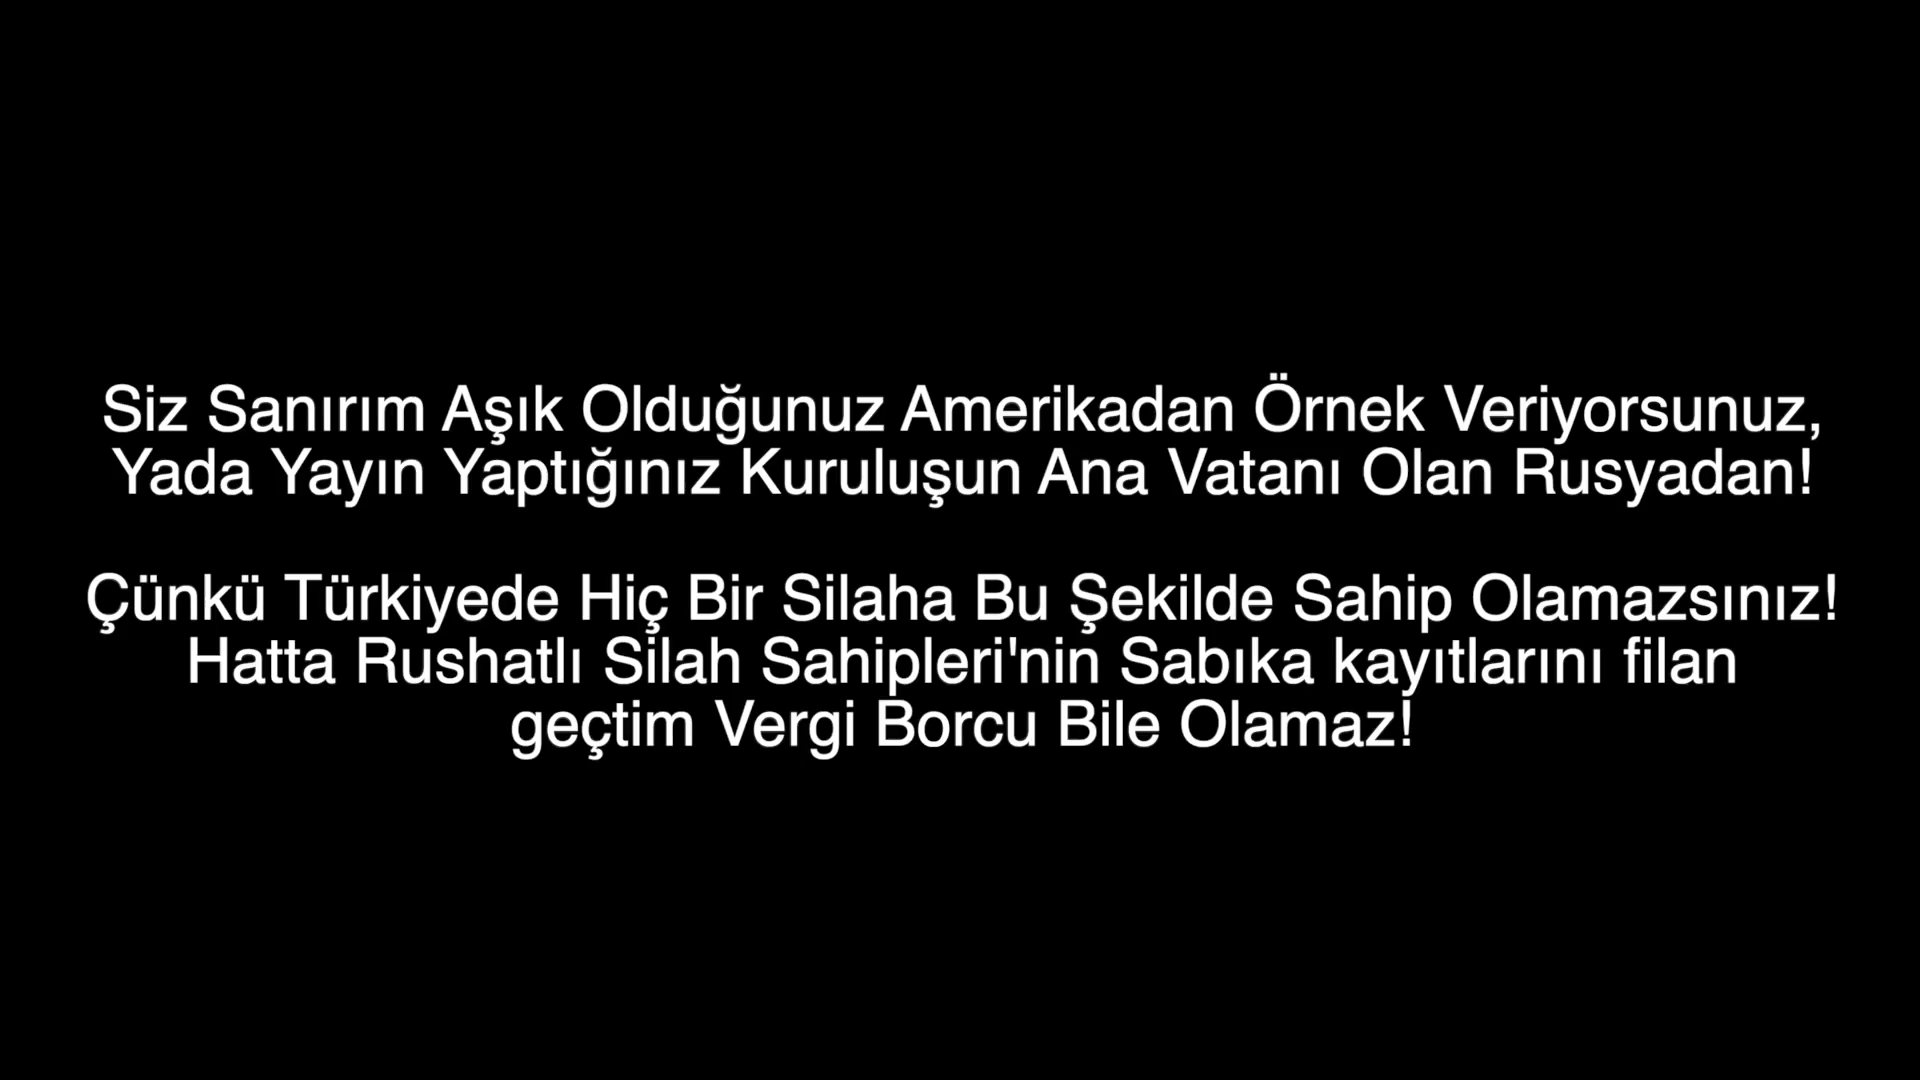 Siz Sanırım Aşık Olduğunuz Amerikadan Örnek Veriyorsunuz,
Yada Yayın Yaptığınız Kuruluşun Ana Vatanı Olan Rusyadan!
Çünkü Türkiyede Hiç Bir Silaha Bu Şekilde Sahip Olamazsınız!
Hatta Rushatlı Silah Sahipleri'nin Sabıka kayıtlarını filan
geçtim Vergi Borcu Bile Olamaz!